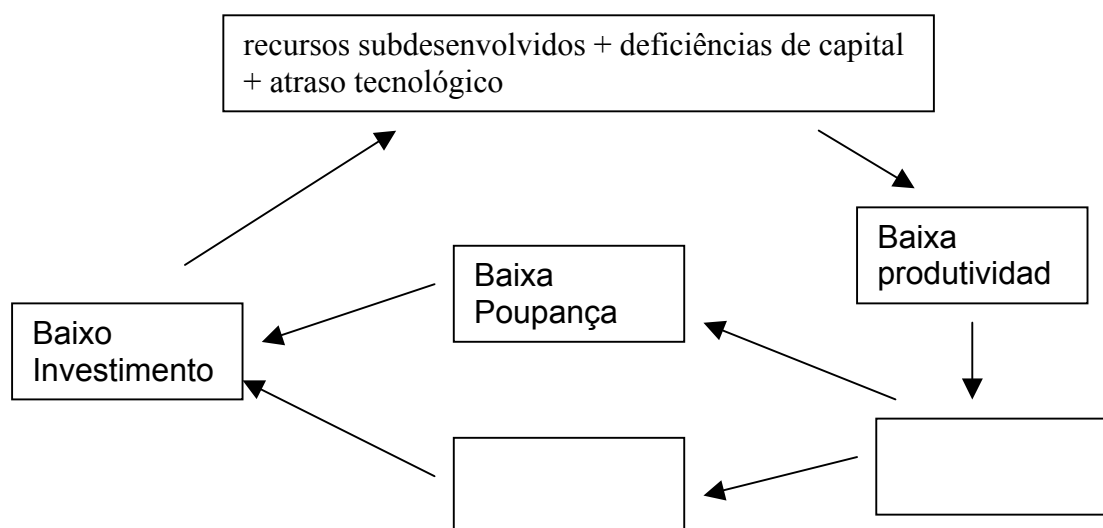 recursos subdesenvolvidos + deficiências de capital
+ atraso tecnológico
Baixa
produtividad
Baixa
Poupança
Baixo
Investimento